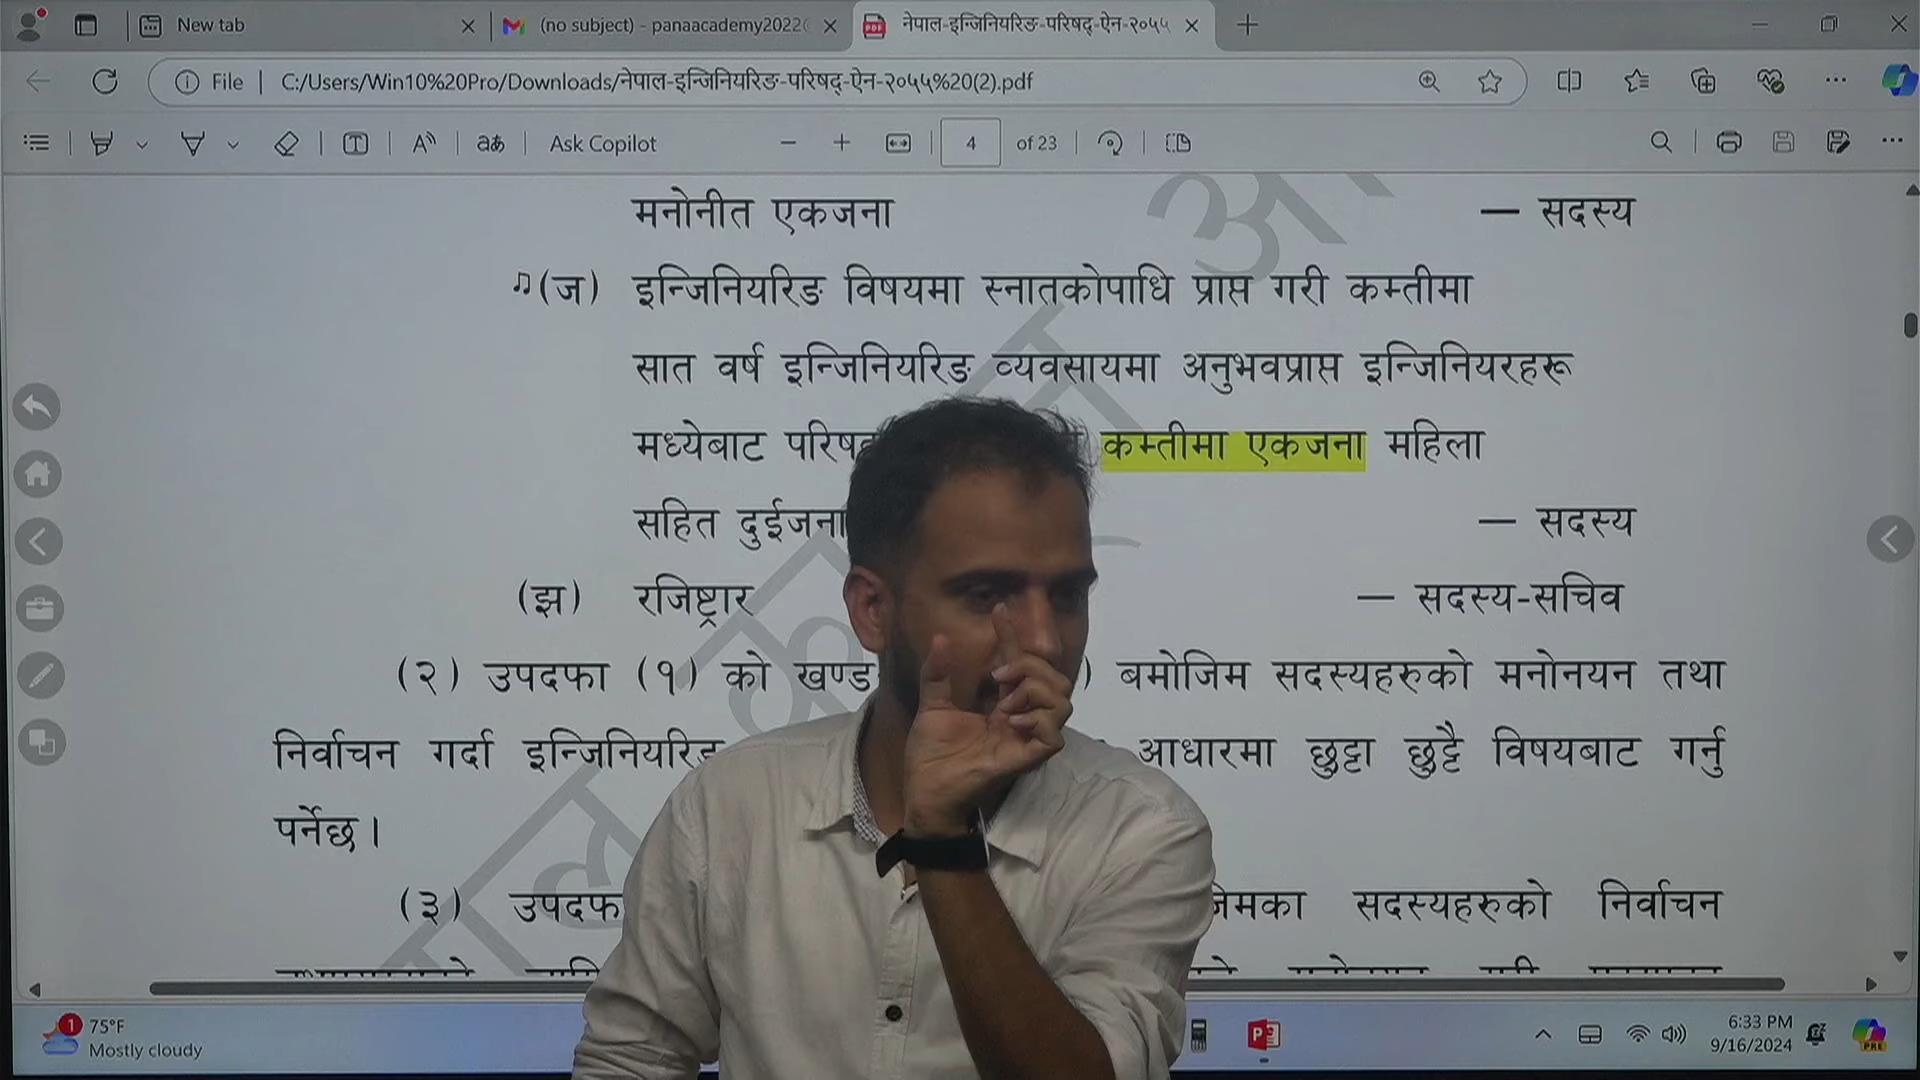 New tab
(no subject) - panaacademy2022
नेपाल-इन्जिनियरिङ-परिषद्-ऐन-२०५५
File
C:/Users/Win10%20Pro/Downloads/नेपाल-इन्जिनियरिङ-परिषद्-ऐन-२०५५%20(2).pdf
Ask Copilot
4 of 23
मनोनीत एकजना — सदस्य
♫(ज) इन्जिनियरिङ विषयमा स्नातकोपाधि प्राप्त गरी कम्तीमा
सात वर्ष इन्जिनियरिङ व्यवसायमा अनुभवप्राप्त इन्जिनियरहरू
मध्येबाट कम्तीमा एकजना महिला
सहित दुईजना — सदस्य
(झ) रजिष्ट्रार — सदस्य-सचिव
(२) उपदफा (१) को खण्ड ) बमोजिम सदस्यहरुको मनोनयन तथा
निर्वाचन गर्दा आधारमा छुट्टा छुट्टै विषयबाट गर्नु
पर्नेछ ।
(३) सदस्यहरुको निर्वाचन
1
75°F
Mostly cloudy
6:33 PM
9/16/2024